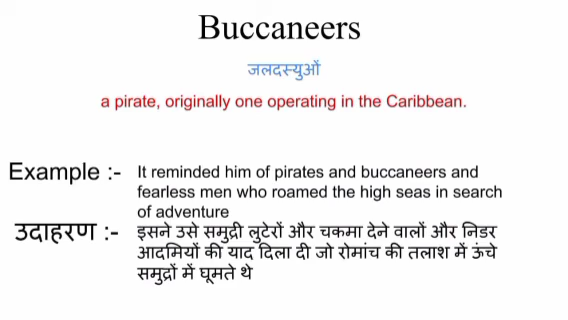 Buccaneers
जलदस्युओं
a pirate, originally one operating in the Caribbean.
Example :- It reminded him of pirates and buccaneers and
fearless men who roamed the high seas in search
of adventure
उदाहरण :- इसने उसे समुद्री लुटेरों और चकमा देने वालों और निडर
आदमियों की याद दिला दी जो रोमांच की तलाश में ऊंचे
समुद्रों में घूमते थे